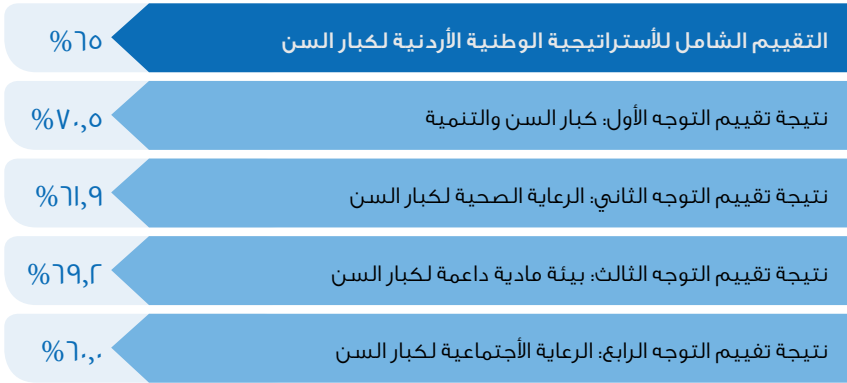 التقييم الشامل للأستراتيجية الوطنية الأردنية لكبار السن ٦٥%
نتيجة تقييم التوجه الأول: كبار السن والتنمية ٧٠,٥%
نتيجة تقييم التوجه الثاني: الرعاية الصحية لكبار السن ٦١,٩%
نتيجة تقييم التوجه الثالث: بيئة مادية داعمة لكبار السن ٦٩,٢%
نتيجة تفييم التوجه الرابع: الرعاية الأجتماعية لكبار السن ٦٠,٠%